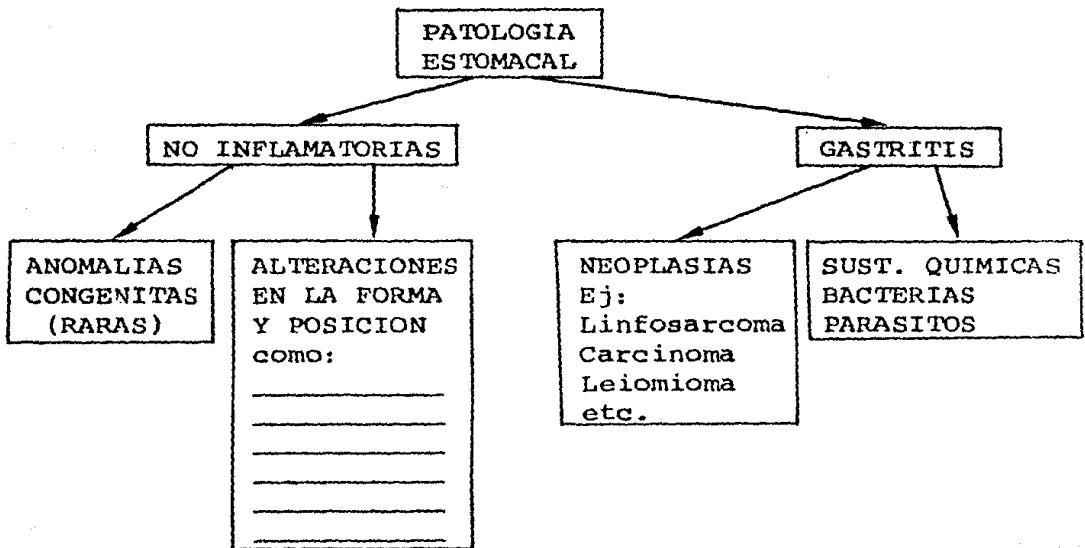 PATOLOGIA
ESTOMACAL
NO INFLAMATORIAS
GASTRITIS
ANOMALIAS
CONGENITAS
(RARAS)
ALTERACIONES
EN LA FORMA
Y POSICION
como:
NEOPLASIAS
Ej:
Linfosarcoma
Carcinoma
Leiomioma
etc.
SUST. QUIMICAS
BACTERIAS
PARASITOS